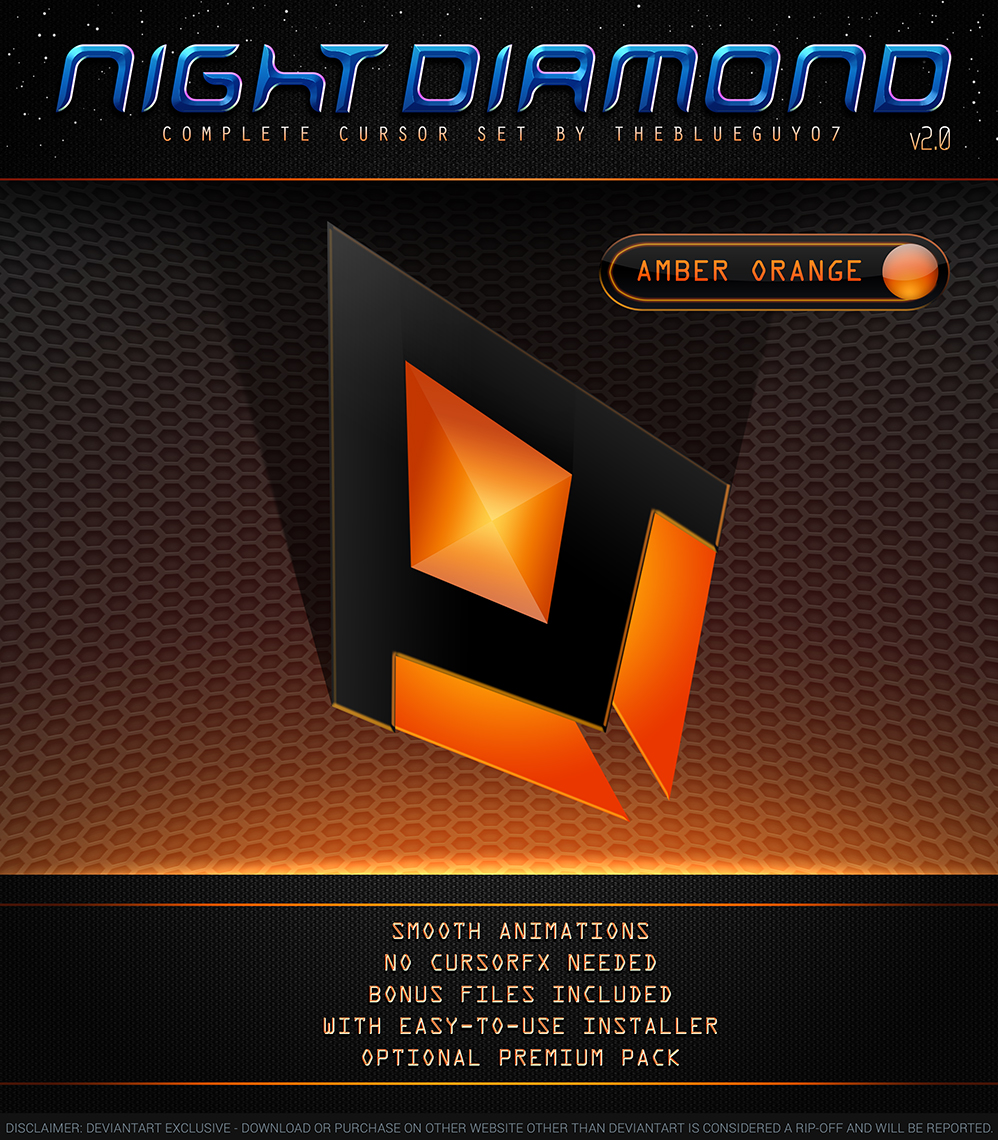 NIGHT DIAMOND
COMPLETE CURSOR SET BY THEBLUEGUY07
v2.0
AMBER ORANGE
SMOOTH ANIMATIONS
NO CURSORFX NEEDED
BONUS FILES INCLUDED
WITH EASY-TO-USE INSTALLER
OPTIONAL PREMIUM PACK
DISCLAIMER: DEVIANTART EXCLUSIVE - DOWNLOAD OR PURCHASE ON OTHER WEBSITE OTHER THAN DEVIANTART IS CONSIDERED A RIP-OFF AND WILL BE REPORTED.